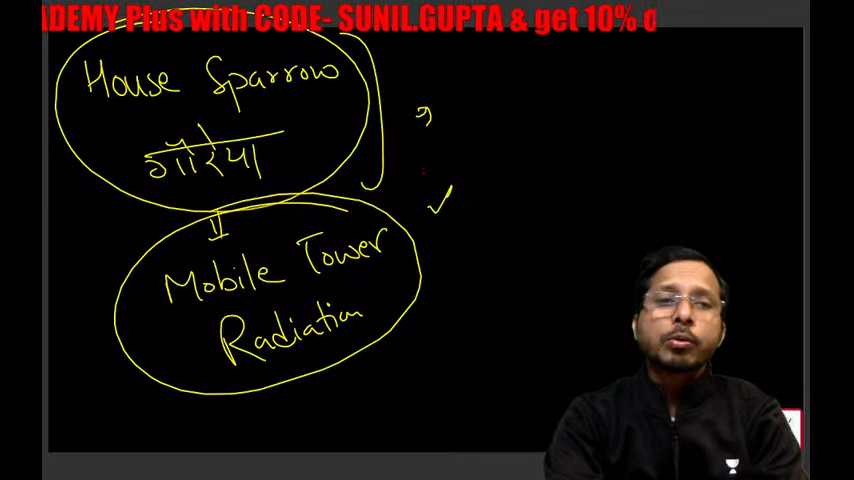 ADEMY Plus with CODE- SUNIL.GUPTA & get 10% o
House Sparrow
गौरैया
Mobile Tower
Radiation